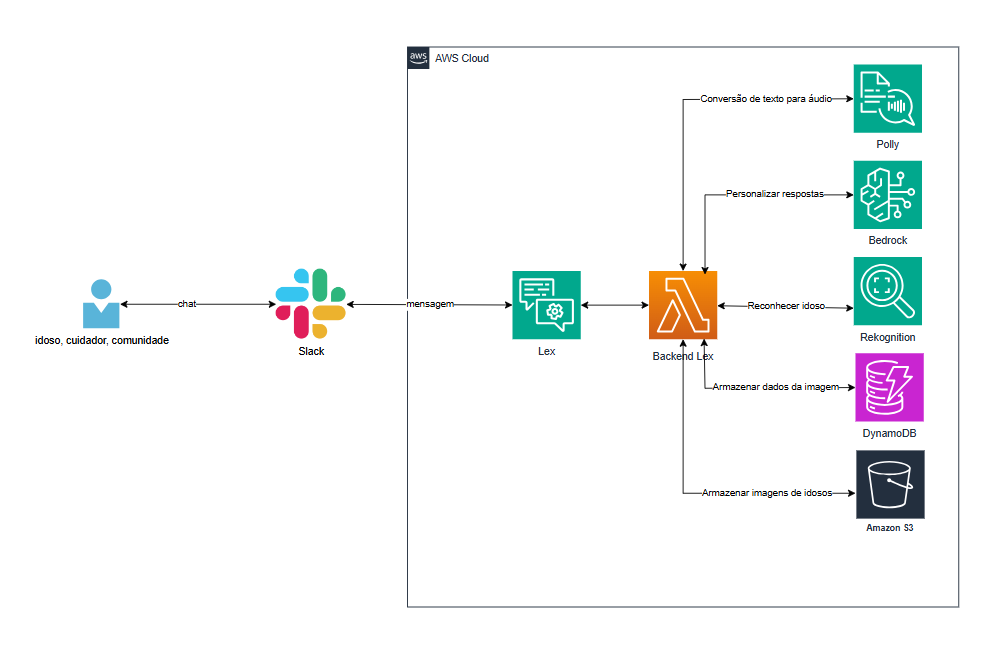 aws
AWS Cloud
Conversão de texto para áudio
Polly
Personalizar respostas
Bedrock
chat
mensagem
Reconhecer idoso
idoso, cuidador, comunidade
Slack
Lex
Backend Lex
Rekognition
Armazenar dados da imagem
DynamoDB
Armazenar imagens de idosos
Amazon S3